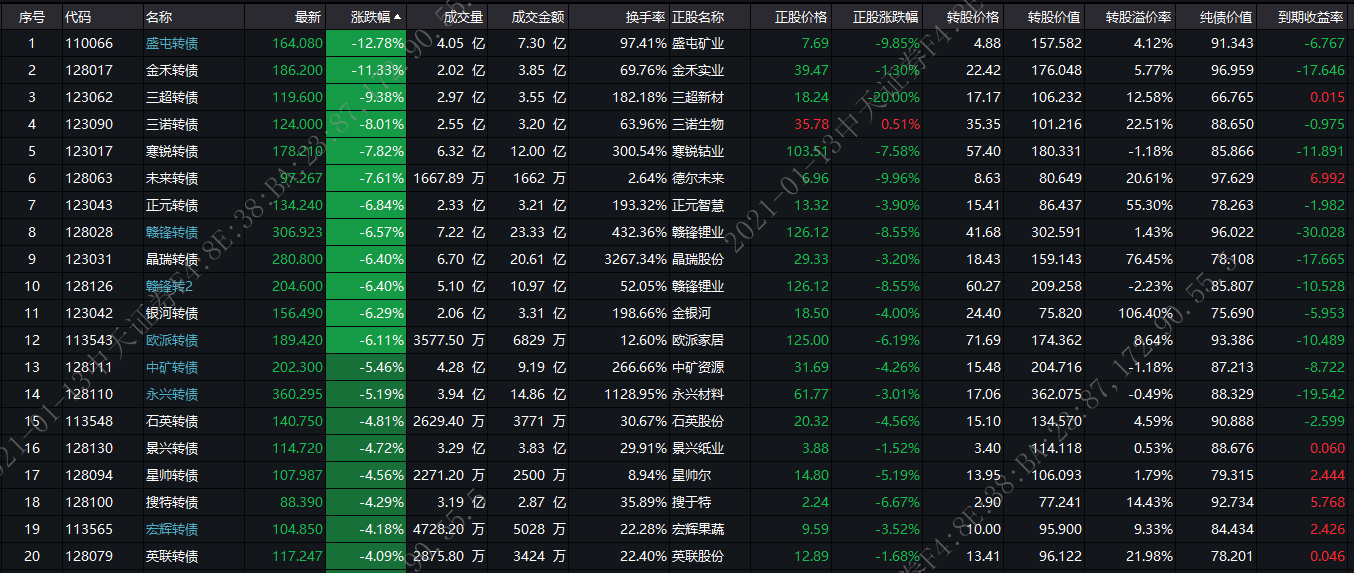 序号 代码 名称 最新 涨跌幅▲ 成交量 成交金额 换手率 正股名称 正股价格 正股涨跌幅 转股价格 转股价值 转股溢价率 纯债价值 到期收益率
1 110066 盛屯转债 164.080 -12.78% 4.05 亿 7.30 亿 97.41% 盛屯矿业 7.69 -9.85% 4.88 157.582 4.12% 91.343 -6.767
2 128017 金禾转债 186.200 -11.33% 2.02 亿 3.85 亿 69.76% 金禾实业 39.47 -1.30% 22.42 176.048 5.77% 96.959 -17.646
3 123062 三超转债 119.600 -9.38% 2.97 亿 3.55 亿 182.18% 三超新材 18.24 -20.00% 17.17 106.232 12.58% 66.765 0.015
4 123090 三诺转债 124.000 -8.01% 2.55 亿 3.20 亿 63.96% 三诺生物 35.78 0.51% 35.35 101.216 22.51% 88.650 -0.975
5 123017 寒锐转债 178.210 -7.82% 6.32 亿 12.00 亿 300.54% 寒锐钴业 103.51 -7.58% 57.40 180.331 -1.18% 85.866 -11.891
6 128063 未来转债 97.267 -7.61% 1667.89 万 1662 万 2.64% 德尔未来 6.96 -9.96% 8.63 80.649 20.61% 97.629 6.992
7 123043 正元转债 134.240 -6.84% 2.33 亿 3.21 亿 193.32% 正元智慧 13.32 -3.90% 15.41 86.437 55.30% 78.263 -1.982
8 128028 赣锋转债 306.923 -6.57% 7.22 亿 23.33 亿 432.36% 赣锋锂业 126.12 -8.55% 41.68 302.591 1.43% 96.022 -30.028
9 123031 晶瑞转债 280.800 -6.40% 6.70 亿 20.61 亿 3267.34% 晶瑞股份 29.33 -3.20% 18.43 159.143 76.45% 78.108 -17.665
10 128126 赣锋转2 204.600 -6.40% 5.10 亿 10.97 亿 52.05% 赣锋锂业 126.12 -8.55% 60.27 209.258 -2.23% 85.807 -10.528
11 123042 银河转债 156.490 -6.29% 2.06 亿 3.31 亿 198.66% 金银河 18.50 -4.00% 24.40 75.820 106.40% 75.690 -5.953
12 113543 欧派转债 189.420 -6.11% 3577.50 万 6829 万 12.60% 欧派家居 125.00 -6.19% 71.69 174.362 8.64% 93.386 -10.489
13 128111 中矿转债 202.300 -5.46% 4.28 亿 9.19 亿 266.66% 中矿资源 31.69 -4.26% 15.48 204.716 -1.18% 87.213 -8.722
14 128110 永兴转债 360.295 -5.19% 3.94 亿 14.86 亿 1128.95% 永兴材料 61.77 -3.01% 17.06 362.075 -0.49% 88.329 -19.542
15 113548 石英转债 140.750 -4.81% 2629.40 万 3771 万 30.67% 石英股份 20.32 -4.56% 15.10 134.570 4.59% 90.888 -2.599
16 128130 景兴转债 114.720 -4.72% 3.29 亿 3.83 亿 29.91% 景兴纸业 3.88 -1.52% 3.40 114.118 0.53% 88.676 0.060
17 128094 星帅转债 107.987 -4.56% 2271.20 万 2500 万 8.94% 星帅尔 14.80 -5.19% 13.95 106.093 1.79% 79.315 2.444
18 128100 搜特转债 88.390 -4.29% 3.19 亿 2.87 亿 35.89% 搜于特 2.24 -6.67% 2.90 77.241 14.43% 92.734 5.768
19 113565 宏辉转债 104.850 -4.18% 4728.20 万 5028 万 22.28% 宏辉果蔬 9.59 -3.52% 10.00 95.900 9.33% 84.434 2.426
20 128079 英联转债 117.247 -4.09% 2875.80 万 3424 万 22.40% 英联股份 12.89 -1.68% 13.41 96.122 21.98% 78.201 0.046
2021-01-13中天证券F4:8E:38:BA:23:87,172.90.55.5